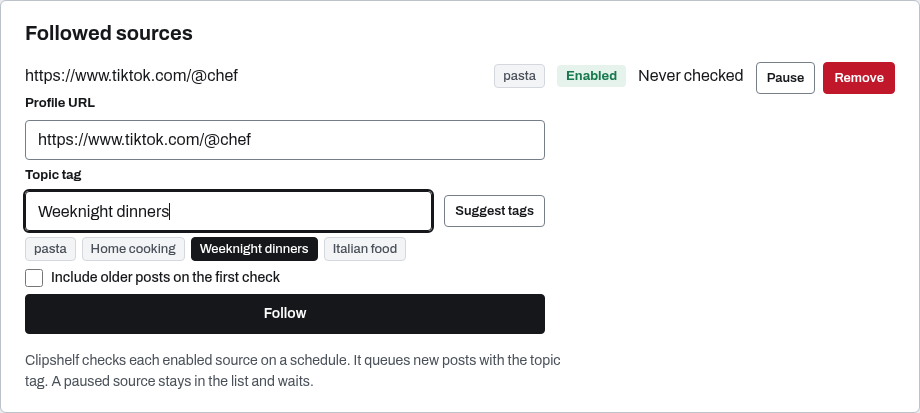 Followed sources
https://www.tiktok.com/@chef pasta Enabled Never checked Pause Remove
Profile URL
https://www.tiktok.com/@chef
Topic tag
Weeknight dinners Suggest tags
pasta Home cooking Weeknight dinners Italian food
Include older posts on the first check
Follow
Clipshelf checks each enabled source on a schedule. It queues new posts with the topic
tag. A paused source stays in the list and waits.